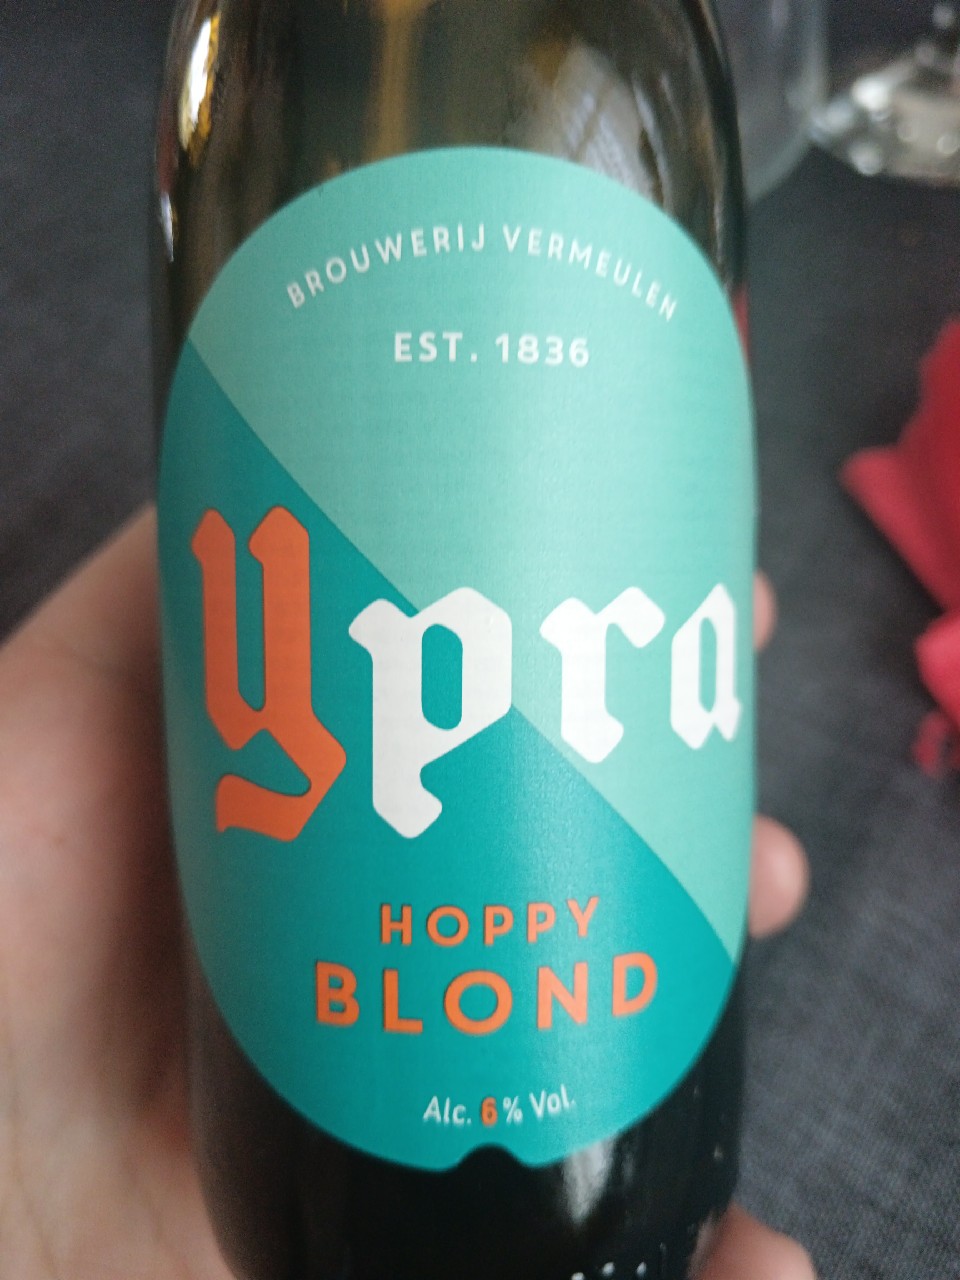 BROUWERIJ VERMEULEN
EST. 1836
Ypra
HOPPY
BLOND
Alc. 6% Vol.